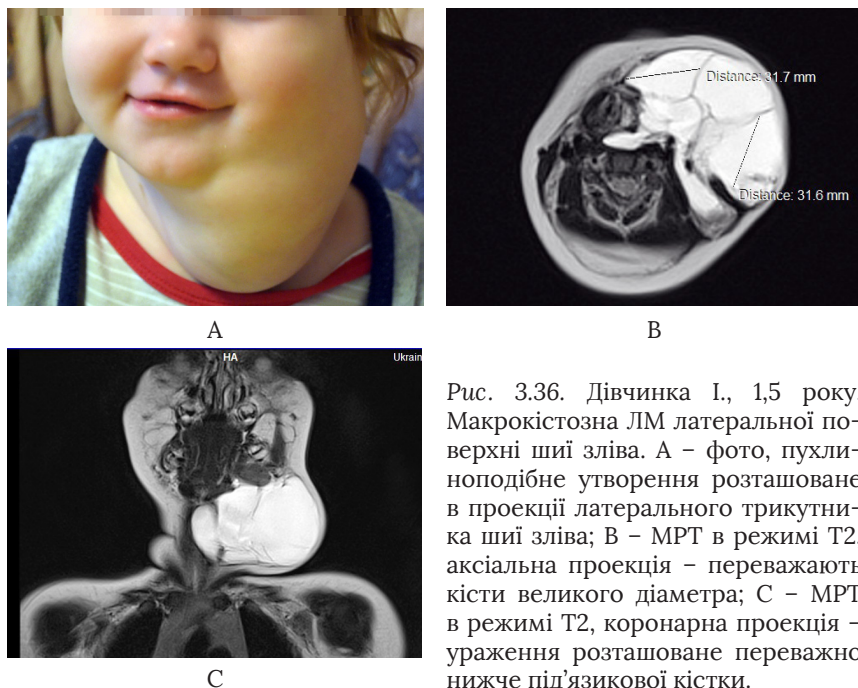 Distance: 31.7 mm
Distance: 31.6 mm
А
В
HA
Ukrain
С
Рис. 3.36. Дівчинка І., 1,5 року.
Макрокістозна ЛМ латеральної по-
верхні шиї зліва. А – фото, пухли-
ноподібне утворення розташоване
в проекції латерального трикутни-
ка шиї зліва; В – МРТ в режимі Т2,
аксіальна проекція – переважають
кісти великого діаметра; С – МРТ
в режимі Т2, коронарна проекція –
ураження розташоване переважно
нижче під’язикової кістки.